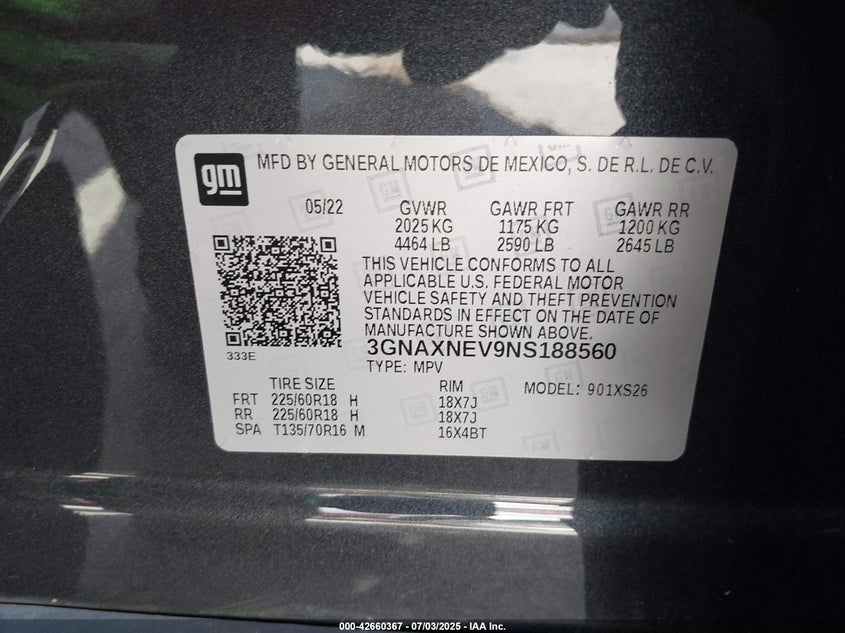 gm
MFD BY GENERAL MOTORS DE MEXICO, S. DE R.L. DE C.V.
05/22 GVWR GAWR FRT GAWR RR
2025 KG 1175 KG 1200 KG
4464 LB 2590 LB 2645 LB
THIS VEHICLE CONFORMS TO ALL
APPLICABLE U.S. FEDERAL MOTOR
VEHICLE SAFETY AND THEFT PREVENTION
STANDARDS IN EFFECT ON THE DATE OF
MANUFACTURE SHOWN ABOVE.
333E
3GNAXNEV9NS188560
TYPE: MPV
TIRE SIZE RIM MODEL: 901XS26
FRT 225/60R18 H 18X7J
RR 225/60R18 H 18X7J
SPA T135/70R16 M 16X4BT
000-42660367 - 07/03/2025 - IAA Inc.